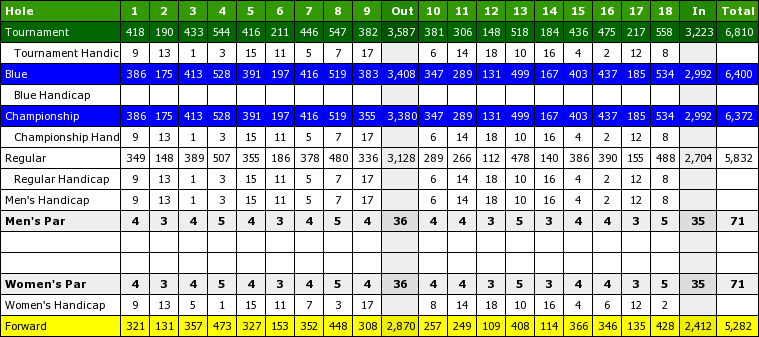 Hole 1 2 3 4 5 6 7 8 9 Out 10 11 12 13 14 15 16 17 18 In Total
Tournament 418 190 433 544 416 211 446 547 382 3,587 381 306 148 518 184 436 475 217 558 3,223 6,810
Tournament Handic 9 13 1 3 15 11 5 7 17 6 14 18 10 16 4 2 12 8
Blue 386 175 413 528 391 197 416 519 383 3,408 347 289 131 499 167 403 437 185 534 2,992 6,400
Blue Handicap
Championship 386 175 413 528 391 197 416 519 355 3,380 347 289 131 499 167 403 437 185 534 2,992 6,372
Championship Hand 9 13 1 3 15 11 5 7 17 6 14 18 10 16 4 2 12 8
Regular 349 148 389 507 355 186 378 480 336 3,128 289 266 112 478 140 386 390 155 488 2,704 5,832
Regular Handicap 9 13 1 3 15 11 5 7 17 6 14 18 10 16 4 2 12 8
Men's Handicap 9 13 1 3 15 11 5 7 17 6 14 18 10 16 4 2 12 8
Men's Par 4 3 4 5 4 3 4 5 4 36 4 4 3 5 3 4 4 3 5 35 71
Women's Par 4 3 4 5 4 3 4 5 4 36 4 4 3 5 3 4 4 3 5 35 71
Women's Handicap 9 13 5 1 15 11 7 3 17 8 14 18 10 16 4 6 12 2
Forward 321 131 357 473 327 153 352 448 308 2,870 257 249 109 408 114 366 346 135 428 2,412 5,282